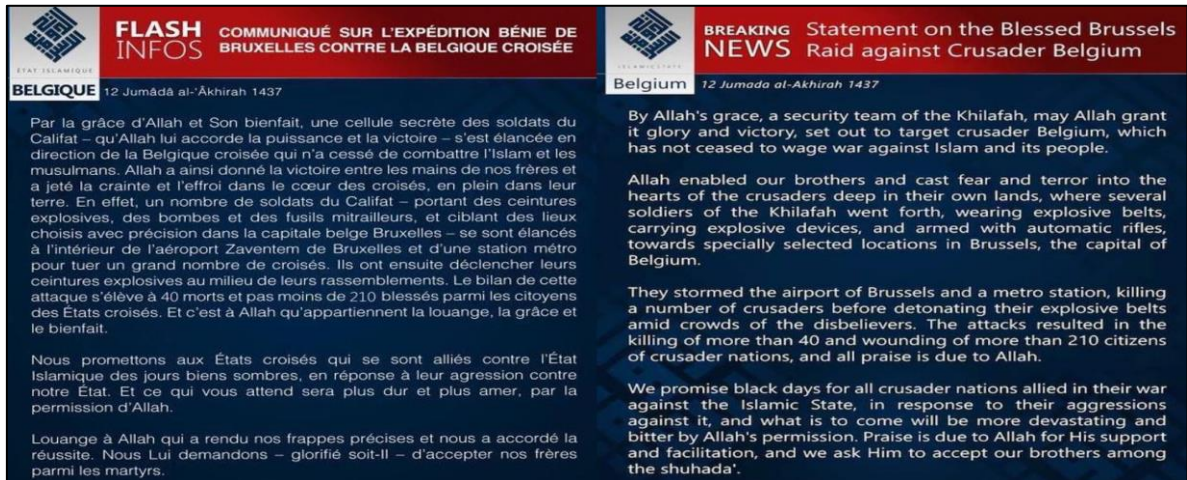 ETAT ISLAMIQUE
FLASH
INFOS
COMMUNIQUÉ SUR L'EXPÉDITION BÉNIE DE
BRUXELLES CONTRE LA BELGIQUE CROISÉE
BELGIQUE
12 Jumâdâ al-'Âkhirah 1437
Par la grâce d'Allah et Son bienfait, une cellule secrète des soldats du
Califat – qu'Allah lui accorde la puissance et la victoire – s'est élancée en
direction de la Belgique croisée qui n'a cessé de combattre l'Islam et les
musulmans. Allah a ainsi donné la victoire entre les mains de nos frères et
a jeté la crainte et l'effroi dans le cœur des croisés, en plein dans leur
terre. En effet, un nombre de soldats du Califat – portant des ceintures
explosives, des bombes et des fusils mitrailleurs, et ciblant des lieux
choisis avec précision dans la capitale belge Bruxelles – se sont élancés
à l'intérieur de l'aéroport Zaventem de Bruxelles et d'une station métro
pour tuer un grand nombre de croisés. Ils ont ensuite déclencher leurs
ceintures explosives au milieu de leurs rassemblements. Le bilan de cette
attaque s'élève à 40 morts et pas moins de 210 blessés parmi les citoyens
des États croisés. Et c'est à Allah qu'appartiennent la louange, la grâce et
le bienfait.
Nous promettons aux États croisés qui se sont alliés contre l'État
Islamique des jours biens sombres, en réponse à leur agression contre
notre État. Et ce qui vous attend sera plus dur et plus amer, par la
permission d'Allah.
Louange à Allah qui a rendu nos frappes précises et nous a accordé la
réussite. Nous Lui demandons – glorifié soit-Il – d'accepter nos frères
parmi les martyrs.
ISLAMIC STATE
BREAKING
NEWS
Statement on the Blessed Brussels
Raid against Crusader Belgium
Belgium
12 Jumada al-Akhirah 1437
By Allah's grace, a security team of the Khilafah, may Allah grant
it glory and victory, set out to target crusader Belgium, which
has not ceased to wage war against Islam and its people.
Allah enabled our brothers and cast fear and terror into the
hearts of the crusaders deep in their own lands, where several
soldiers of the Khilafah went forth, wearing explosive belts,
carrying explosive devices, and armed with automatic rifles,
towards specially selected locations in Brussels, the capital of
Belgium.
They stormed the airport of Brussels and a metro station, killing
a number of crusaders before detonating their explosive belts
amid crowds of the disbelievers. The attacks resulted in the
killing of more than 40 and wounding of more than 210 citizens
of crusader nations, and all praise is due to Allah.
We promise black days for all crusader nations allied in their war
against the Islamic State, in response to their aggressions
against it, and what is to come will be more devastating and
bitter by Allah's permission. Praise is due to Allah for His support
and facilitation, and we ask Him to accept our brothers among
the shuhada'.